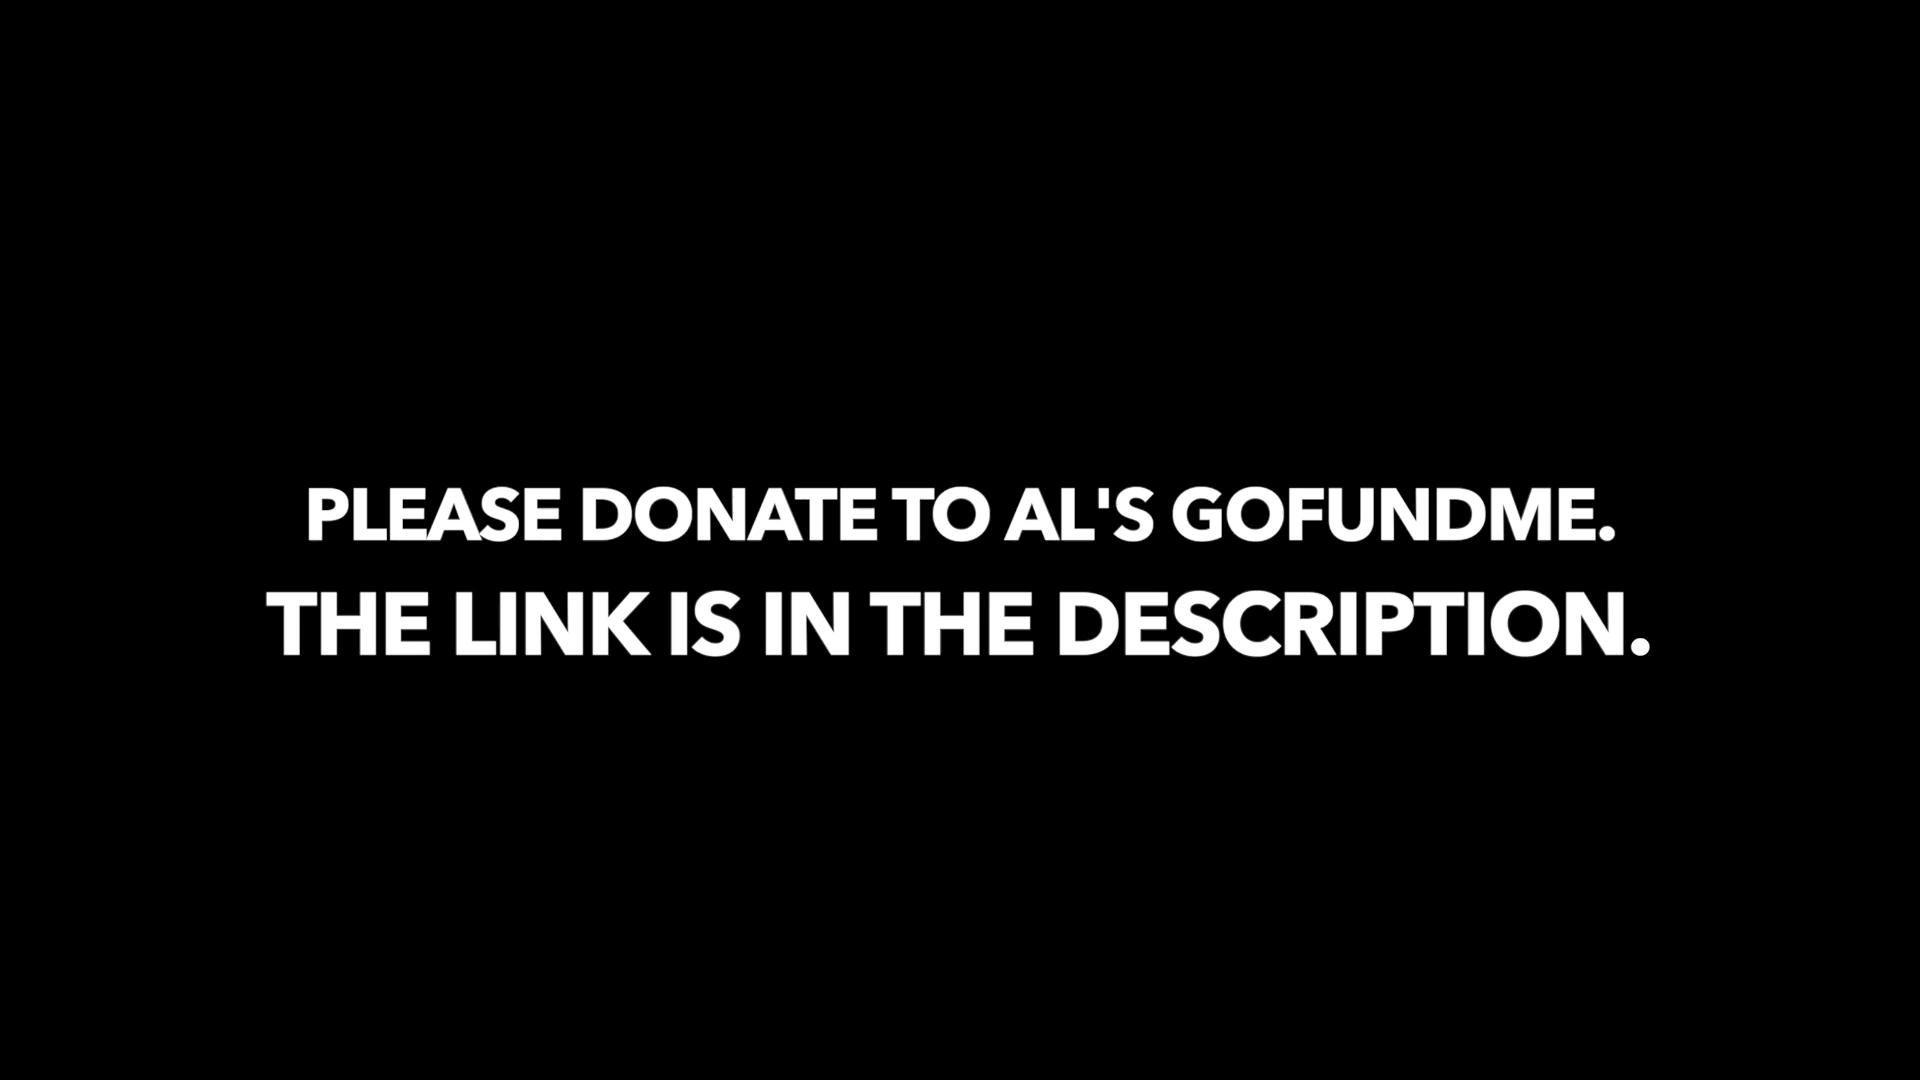 PLEASE DONATE TO AL'S GOFUNDME.
THE LINK IS IN THE DESCRIPTION.